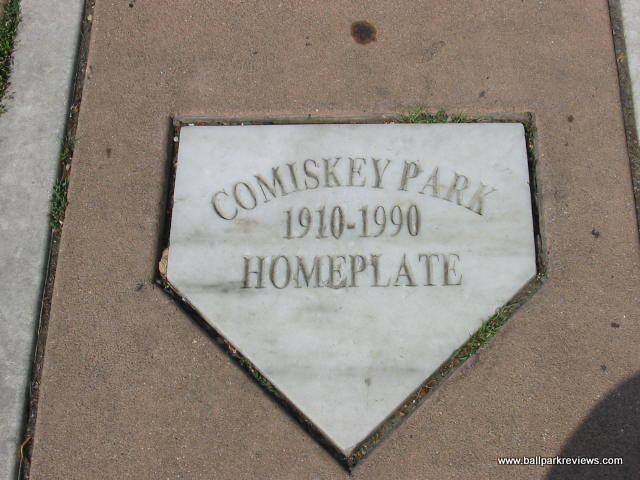 COMISKEY PARK
1910-1990
HOMEPLATE
www.ballparkreviews.com